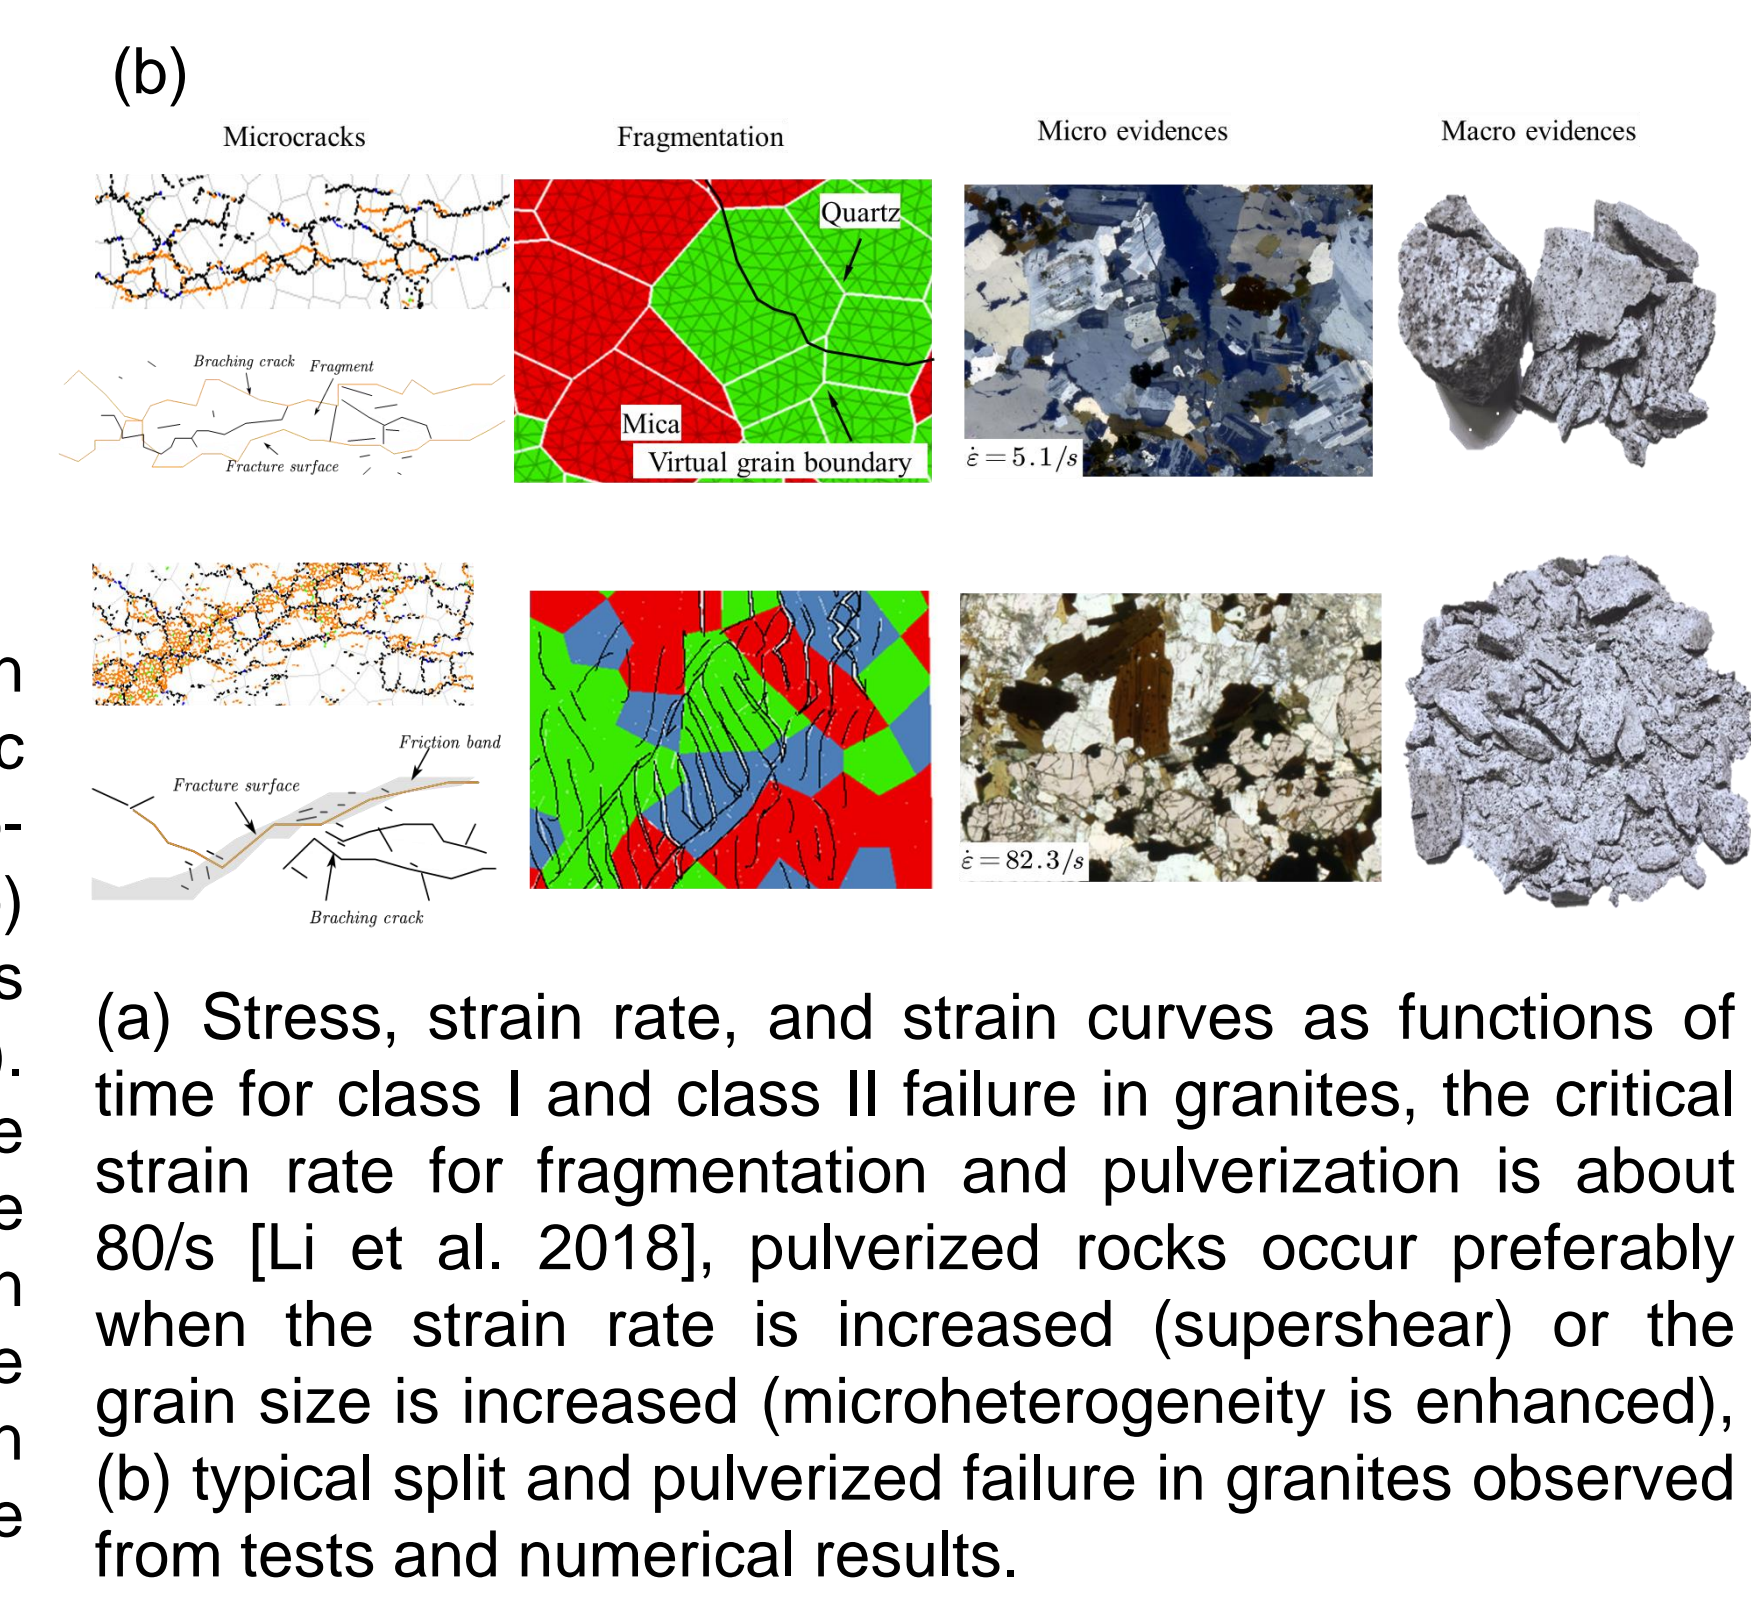 (b)
Microcracks
Fragmentation
Micro evidences
Macro evidences
Quartz
Braching crack
Fragment
Fracture surface
Mica
Virtual grain boundary
ε̇ = 5.1/s
Friction band
Fracture surface
Braching crack
ε̇ = 82.3/s
n
c
-
)
s
).
e
e
n
e
n
e
(a) Stress, strain rate, and strain curves as functions of
time for class I and class II failure in granites, the critical
strain rate for fragmentation and pulverization is about
80/s [Li et al. 2018], pulverized rocks occur preferably
when the strain rate is increased (supershear) or the
grain size is increased (microheterogeneity is enhanced),
(b) typical split and pulverized failure in granites observed
from tests and numerical results.